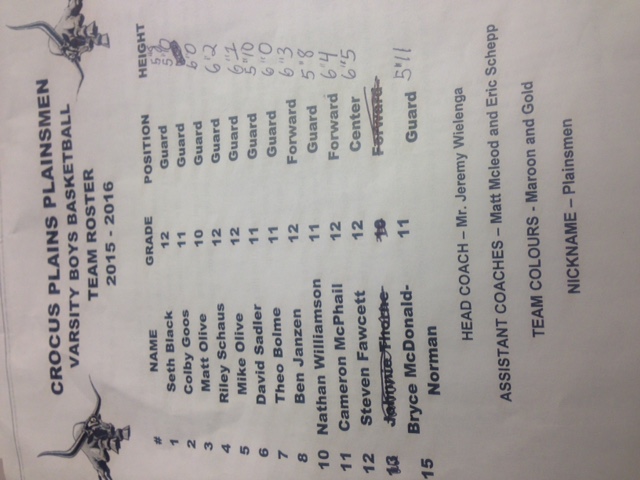 CROCUS PLAINS PLAINSMEN
VARSITY BOYS BASKETBALL
TEAM ROSTER
2015 - 2016
# NAME GRADE POSITION HEIGHT
1 Seth Black 12 Guard
2 Colby Goos 11 Guard
3 Matt Olive 10 Guard 6"0
4 Riley Schaus 12 Guard 6"2
5 Mike Olive 12 Guard 6"1
6 David Sadler 11 Guard 5"10
7 Theo Bolme 11 Guard 6"0
8 Ben Janzen 12 Forward 6"3
10 Nathan Williamson 11 Guard 5"8
11 Cameron McPhail 12 Forward 6"4
12 Steven Fawcett 12 Center 6"5
13 Johnnie Thorne 10 Forward
15 Bryce McDonald- 11 Guard 5"11
Norman
HEAD COACH – Mr. Jeremy Wielenga
ASSISTANT COACHES – Matt Mcleod and Eric Schepp
TEAM COLOURS - Maroon and Gold
NICKNAME – Plainsmen